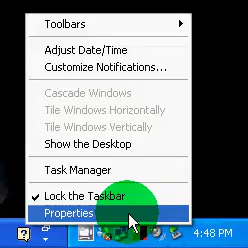 Toolbars
Adjust Date/Time
Customize Notifications...
Cascade Windows
Tile Windows Horizontally
Tile Windows Vertically
Show the Desktop
Task Manager
Lock the Taskbar
Properties
4:48 PM